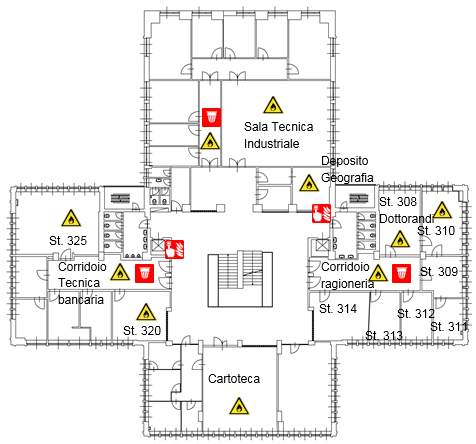 Sala Tecnica
Industriale
Deposito
Geografia
St. 308
Dottorandi
St. 310
St. 325
Corridoio
Tecnica
bancaria
Corridoio
ragioneria
St. 309
St. 314
St. 312
St. 311
St. 320
St. 313
Cartoteca